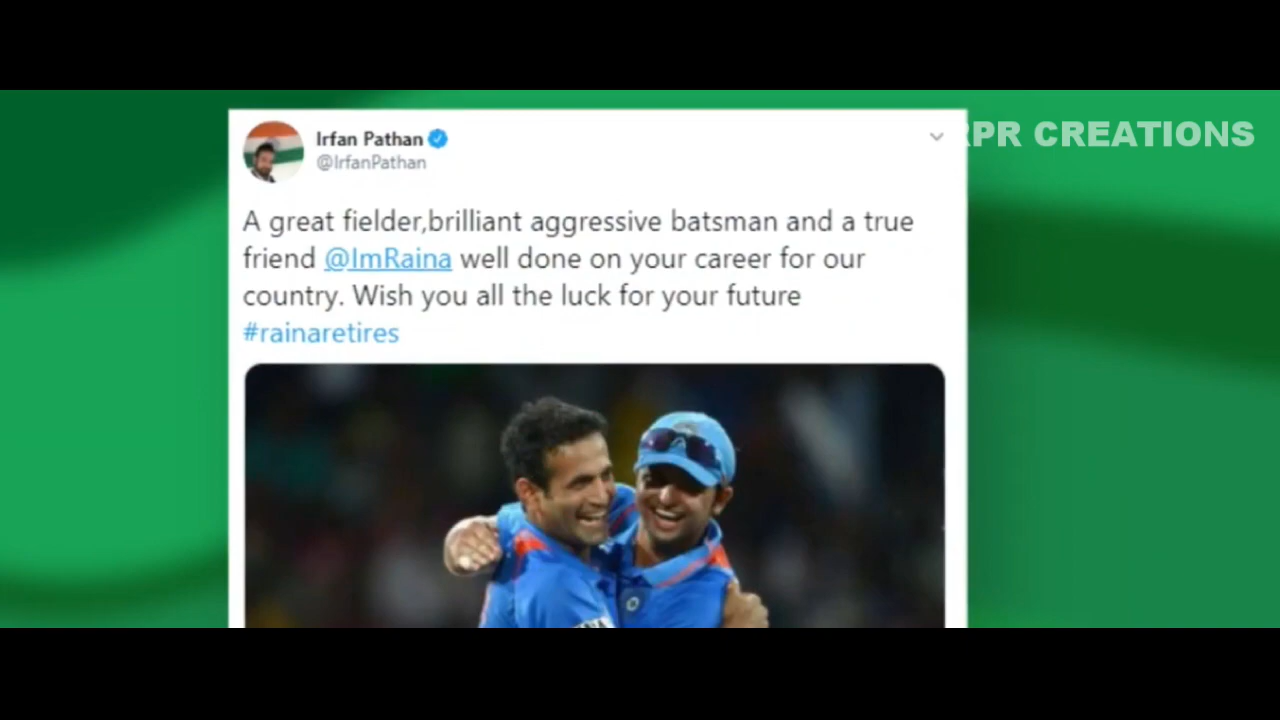 Irfan Pathan
@IrfanPathan
RPR CREATIONS
A great fielder,brilliant aggressive batsman and a true
friend @ImRaina well done on your career for our
country. Wish you all the luck for your future
#rainaretires